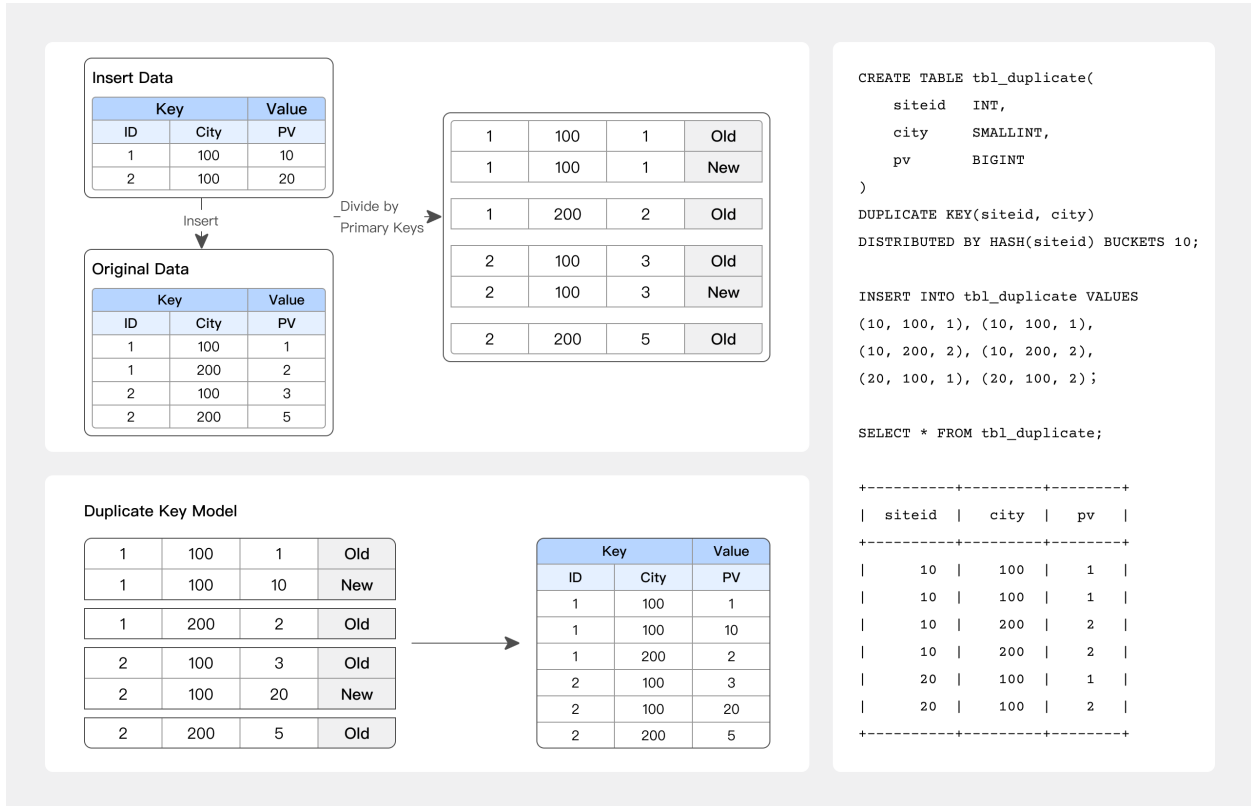 Insert Data
Key Value
ID City PV
1 100 10
2 100 20
Insert
Original Data
Key Value
ID City PV
1 100 1
1 200 2
2 100 3
2 200 5
Divide by
Primary Keys
1 100 1 Old
1 100 1 New
1 200 2 Old
2 100 3 Old
2 100 3 New
2 200 5 Old
Duplicate Key Model
1 100 1 Old
1 100 10 New
1 200 2 Old
2 100 3 Old
2 100 20 New
2 200 5 Old
Key Value
ID City PV
1 100 1
1 100 10
1 200 2
2 100 3
2 100 20
2 200 5
CREATE TABLE tbl_duplicate(
    siteid   INT,
    city     SMALLINT,
    pv       BIGINT
)
DUPLICATE KEY(siteid, city)
DISTRIBUTED BY HASH(siteid) BUCKETS 10;
INSERT INTO tbl_duplicate VALUES
(10, 100, 1), (10, 100, 1),
(10, 200, 2), (10, 200, 2),
(20, 100, 1), (20, 100, 2);
SELECT * FROM tbl_duplicate;
+----------+---------+--------+
|  siteid  |   city  |   pv   |
+----------+---------+--------+
|      10  |    100  |    1   |
|      10  |    100  |    1   |
|      10  |    200  |    2   |
|      10  |    200  |    2   |
|      20  |    100  |    1   |
|      20  |    100  |    2   |
+----------+---------+--------+